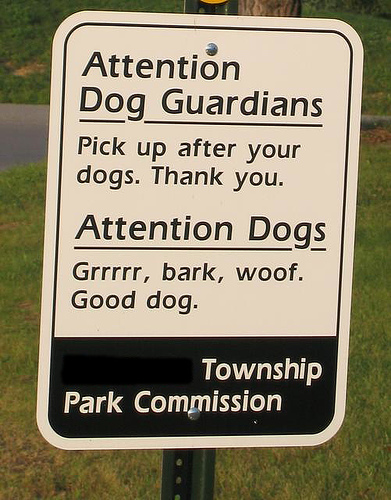 Attention
Dog Guardians
Pick up after your
dogs. Thank you.
Attention Dogs
Grrrrr, bark, woof.
Good dog.
Township
Park Commission